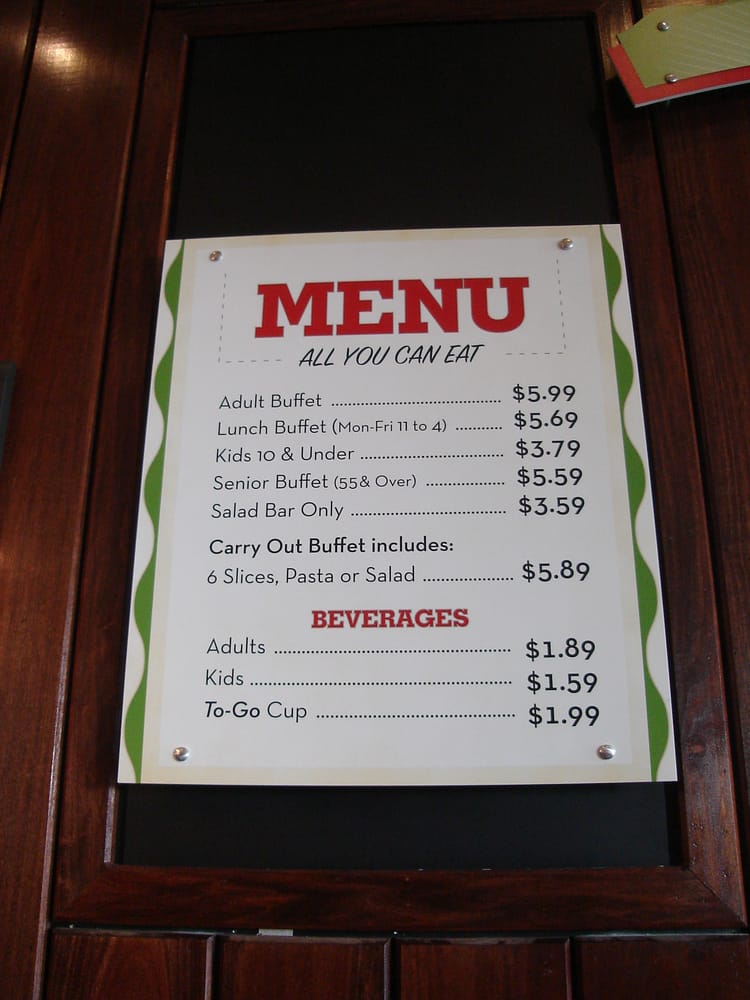 MENU
ALL YOU CAN EAT
Adult Buffet ........................................ $5.99
Lunch Buffet (Mon-Fri 11 to 4) ........... $5.69
Kids 10 & Under .................................. $3.79
Senior Buffet (55& Over) ................... $5.59
Salad Bar Only ..................................... $3.59
Carry Out Buffet includes:
6 Slices, Pasta or Salad ...................... $5.89
BEVERAGES
Adults ......................................................... $1.89
Kids ............................................................... $1.59
To-Go Cup ................................................ $1.99